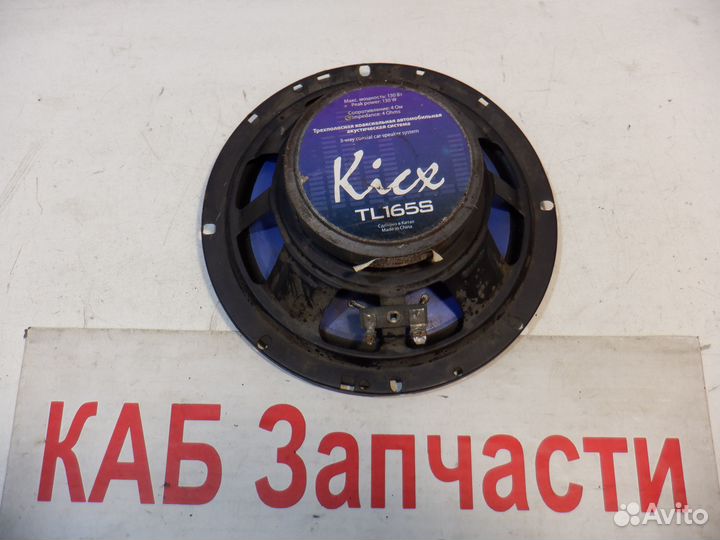 Макс. мощность: 130 Вт
Peak power: 130 W
Сопротивление: 4 Ом
Impedance: 4 Ohms
Трехполосная коаксиальная автомобильная
акустическая система
3-way coaxial car speaker system
Kicx
TL165S
Сделано в Китае
Made in China
КАБ Запчасти
Avito